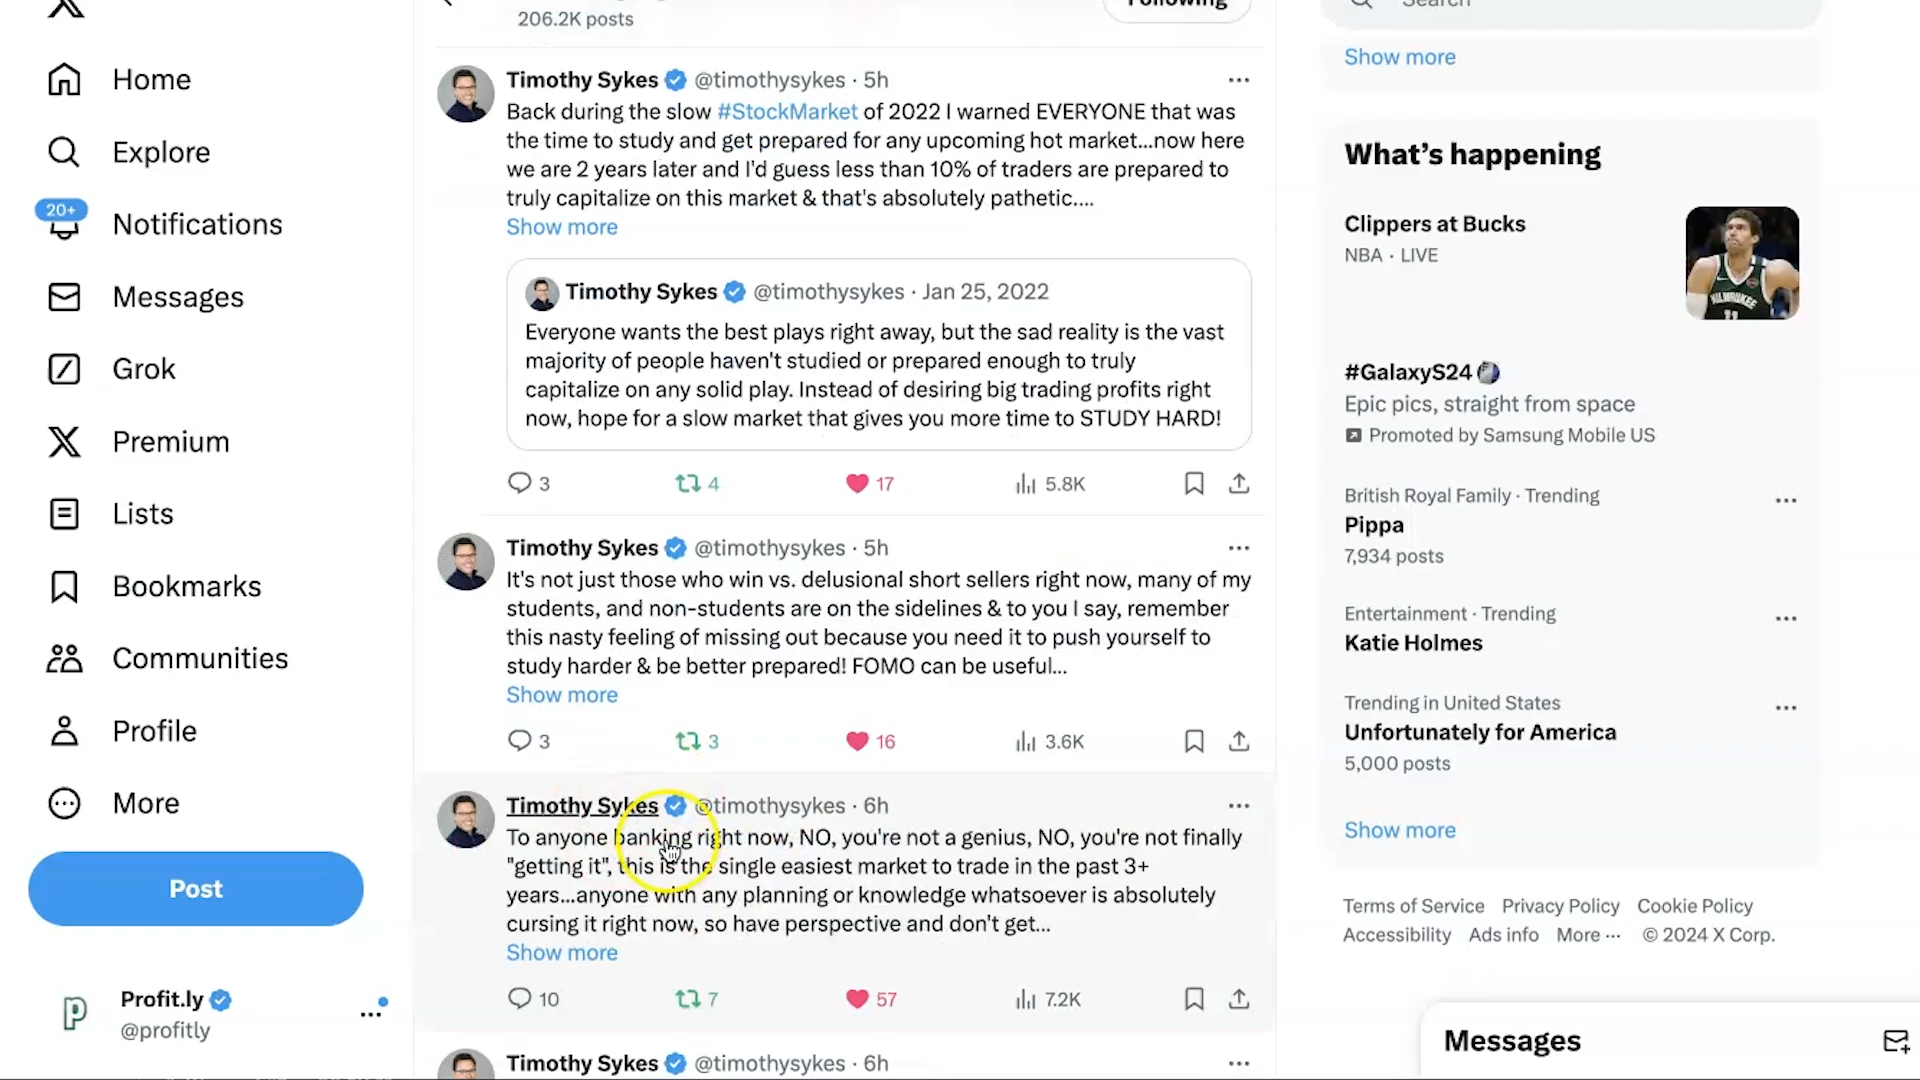 206.2K posts
Following
Search
Home
Explore
20+
Notifications
Messages
Grok
Premium
Lists
Bookmarks
Communities
Profile
More
Post
Profit.ly
@profitly
Timothy Sykes @timothysykes · 5h
Back during the slow #StockMarket of 2022 I warned EVERYONE that was
the time to study and get prepared for any upcoming hot market...now here
we are 2 years later and I'd guess less than 10% of traders are prepared to
truly capitalize on this market & that's absolutely pathetic....
Show more
Timothy Sykes @timothysykes · Jan 25, 2022
Everyone wants the best plays right away, but the sad reality is the vast
majority of people haven't studied or prepared enough to truly
capitalize on any solid play. Instead of desiring big trading profits right
now, hope for a slow market that gives you more time to STUDY HARD!
3 4 17 5.8K
Timothy Sykes @timothysykes · 5h
It's not just those who win vs. delusional short sellers right now, many of my
students, and non-students are on the sidelines & to you I say, remember
this nasty feeling of missing out because you need it to push yourself to
study harder & be better prepared! FOMO can be useful...
Show more
3 3 16 3.6K
Timothy Sykes @timothysykes · 6h
To anyone banking right now, NO, you're not a genius, NO, you're not finally
"getting it", this is the single easiest market to trade in the past 3+
years...anyone with any planning or knowledge whatsoever is absolutely
cursing it right now, so have perspective and don't get...
Show more
10 7 57 7.2K
Timothy Sykes @timothysykes · 6h
Show more
What's happening
Clippers at Bucks
NBA · LIVE
MILWAUKEE
11
#GalaxyS24
Epic pics, straight from space
Promoted by Samsung Mobile US
British Royal Family · Trending
Pippa
7,934 posts
Entertainment · Trending
Katie Holmes
Trending in United States
Unfortunately for America
5,000 posts
Show more
Terms of Service Privacy Policy Cookie Policy
Accessibility Ads info More ··· © 2024 X Corp.
Messages